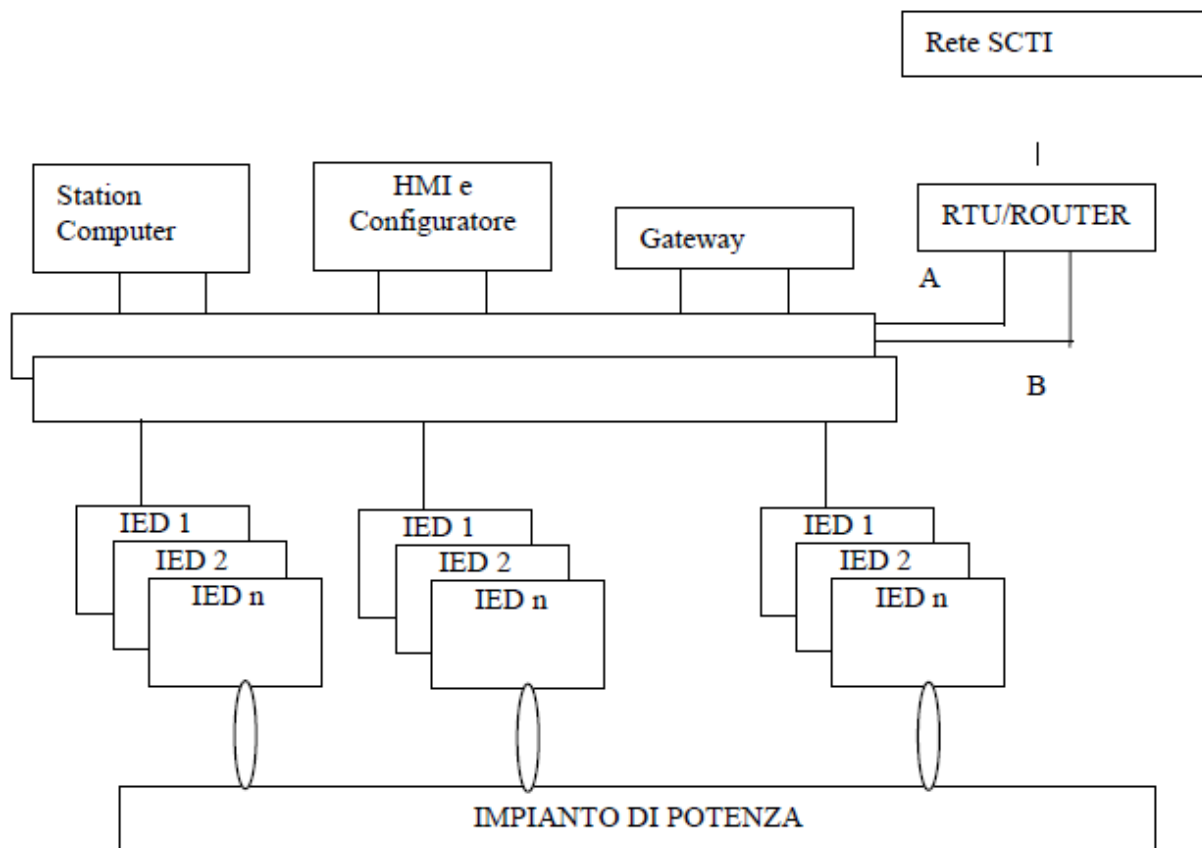 Rete SCTI
Station
Computer
HMI e
Configuratore
Gateway
RTU/ROUTER
A
B
IED 1
IED 2
IED n
IED 1
IED 2
IED n
IED 1
IED 2
IED n
IMPIANTO DI POTENZA